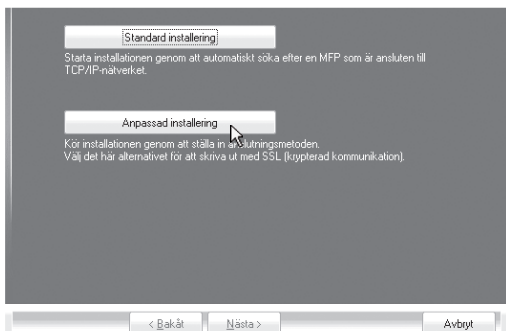 Standard installering
Starta installationen genom att automatiskt söka efter en MFP som är ansluten till
TCP/IP-nätverket.
Anpassad installering
Kör installationen genom att ställa in anslutningsmetoden.
Välj det här alternativet för att skriva ut med SSL (krypterad kommunikation).
< Bakåt
Nästa >
Avbryt